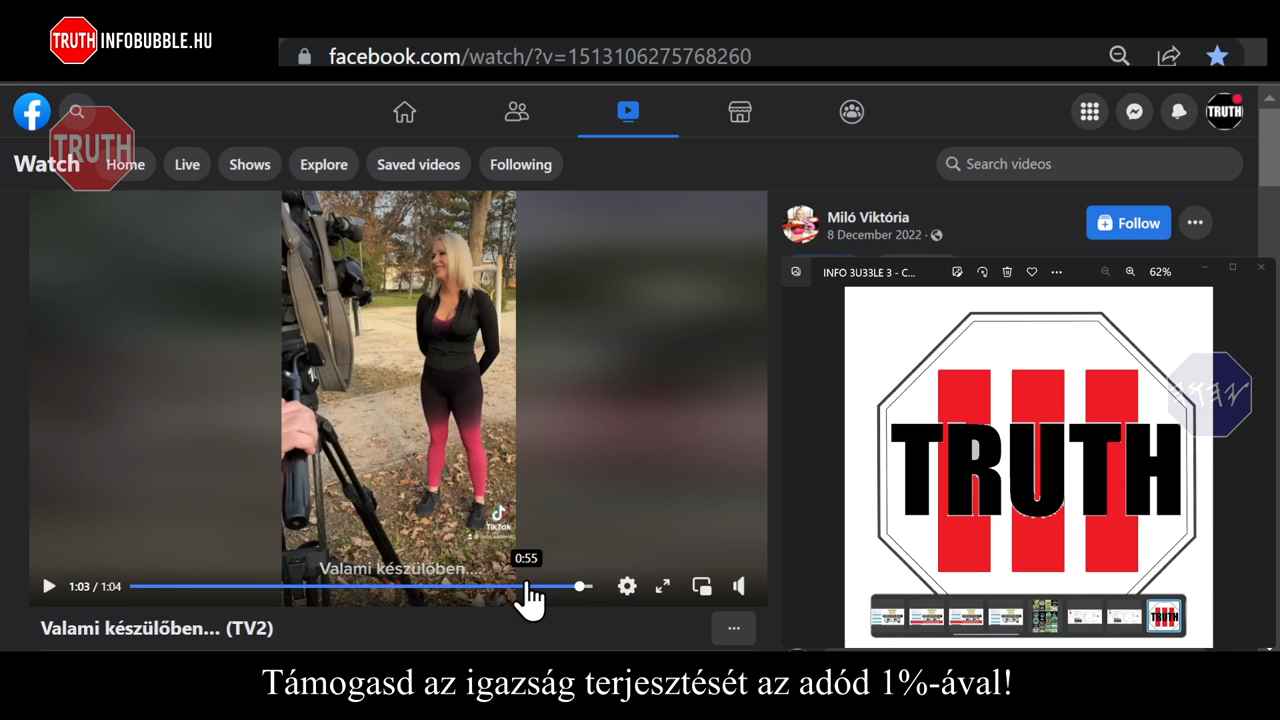 TRUTH INFOBUBBLE.HU
facebook.com/watch/?v=1513106275768260
TRUTH
TRUTH
Watch
Home
Live
Shows
Explore
Saved videos
Following
Search videos
Miló Viktória
Follow
8 December 2022
INFO 3U33LE 3 - C...
62%
TRUTH
TikTok
0:55
Valami készülőben...
1:03 / 1:04
TRUTH
Valami készülőben... (TV2)
Támogasd az igazság terjesztését az adód 1%-ával!